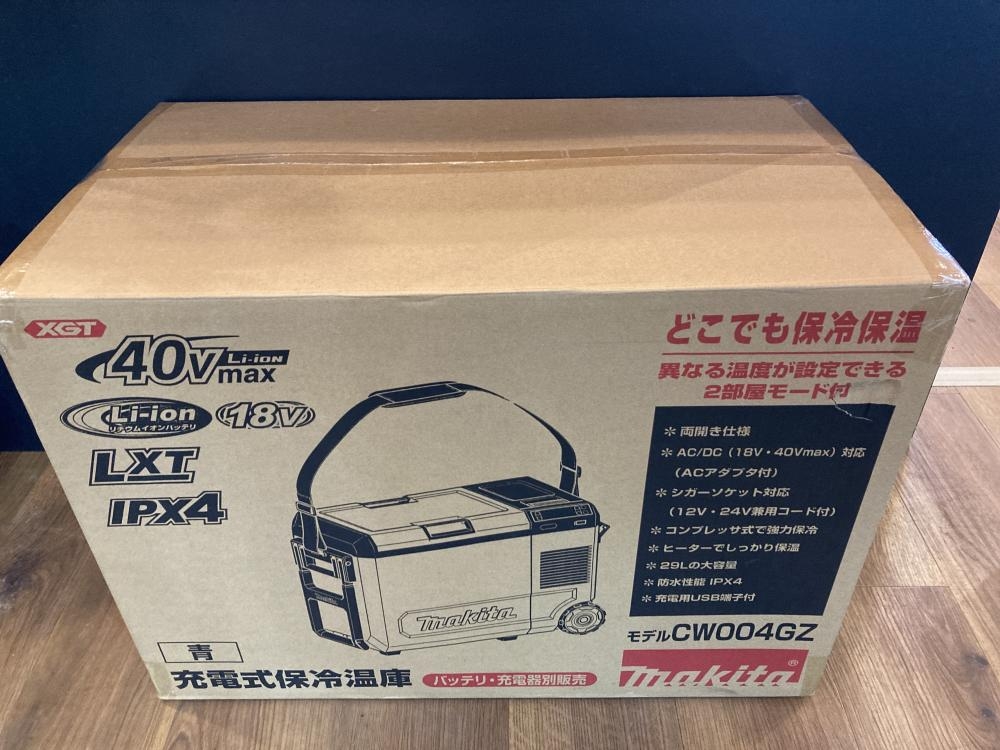 XGT
40Vmax Li-ion
Li-ion 18V
リチウムイオンバッテリ
LXT
IPX4
makita
青
充電式保冷温庫
バッテリ・充電器別販売
どこでも保冷保温
異なる温度が設定できる
2部屋モード付
＊両開き仕様
＊AC/DC（18V・40Vmax）対応
（ACアダプタ付）
＊シガーソケット対応
（12V・24V兼用コード付）
＊コンプレッサ式で強力保冷
＊ヒーターでしっかり保温
＊29Lの大容量
＊防水性能 IPX4
＊充電用USB端子付
モデルCW004GZ
makita®